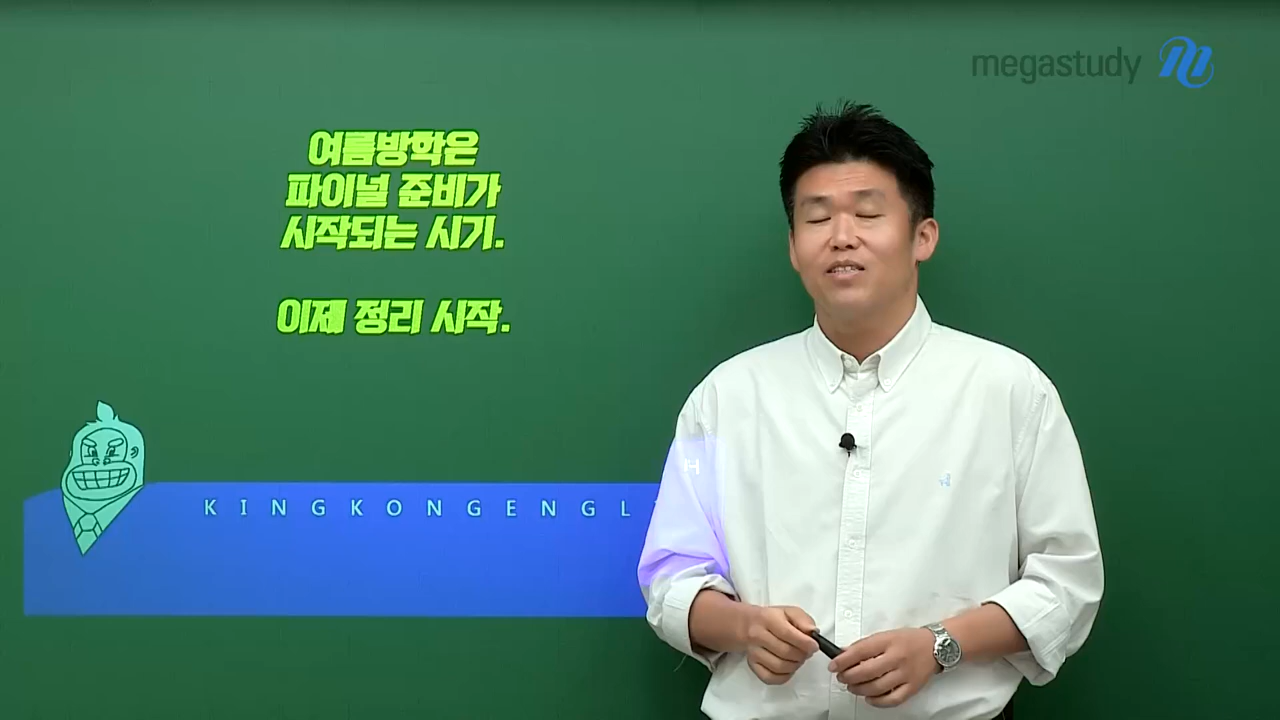 megastudy
여름방학은
파이널 준비가
시작되는 시기.
이제 정리 시작.
KINGKONGENGL